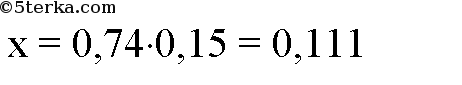 ©5terka.com
x = 0,74·0,15 = 0,111